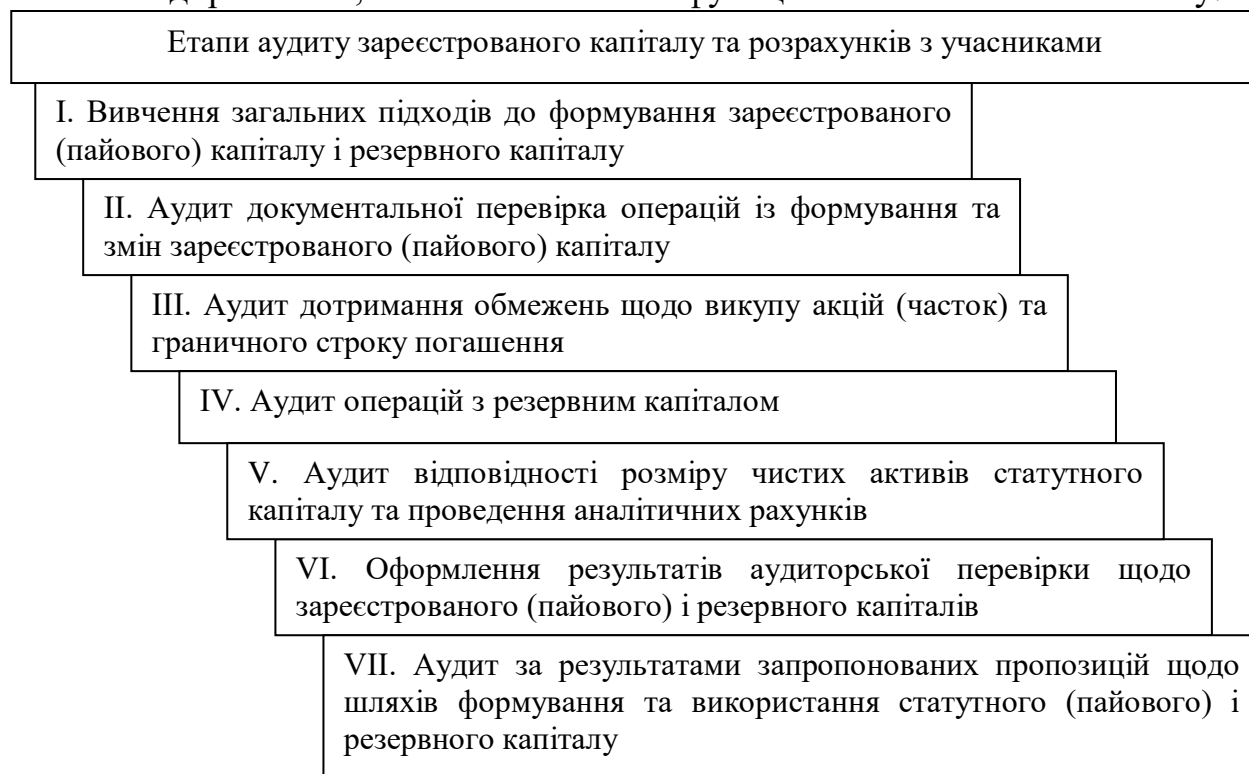 Етапи аудиту зареєстрованого капіталу та розрахунків з учасниками
І. Вивчення загальних підходів до формування зареєстрованого
(пайового) капіталу і резервного капіталу
ІІ. Аудит документальної перевірка операцій із формування та
змін зареєстрованого (пайового) капіталу
ІІІ. Аудит дотримання обмежень щодо викупу акцій (часток) та
граничного строку погашення
IV. Аудит операцій з резервним капіталом
V. Аудит відповідності розміру чистих активів статутного
капіталу та проведення аналітичних рахунків
VI. Оформлення результатів аудиторської перевірки щодо
зареєстрованого (пайового) і резервного капіталів
VII. Аудит за результатами запропонованих пропозицій щодо
шляхів формування та використання статутного (пайового) і
резервного капіталу